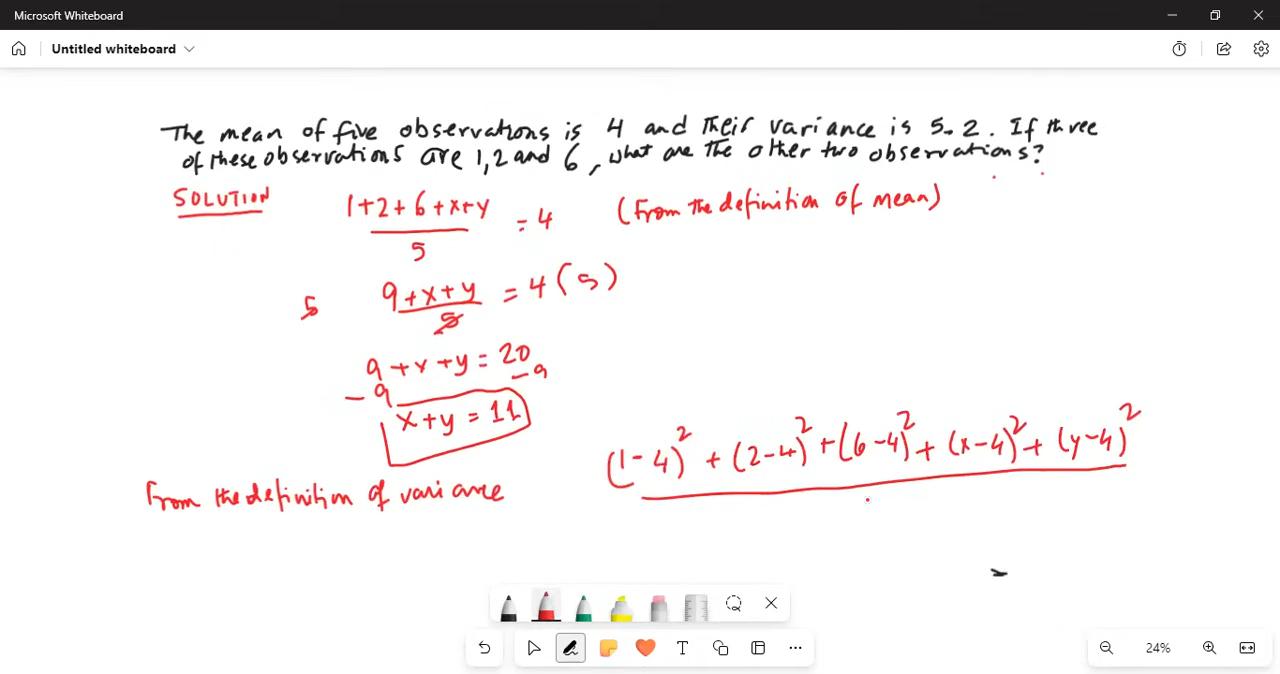 Microsoft Whiteboard
Untitled whiteboard
The mean of five observations is 4 and their variance is 5.2. If three
of these observations are 1,2 and 6, what are the other two observations?
SOLUTION
1+2+6+x+y
= 4
(From the definition of mean)
5
5
9+x+y
= 4(5)
5
9+x+y = 20
-9
-9
x+y = 11
(1-4)² + (2-4)² + (6-4)² + (x-4)² + (y-4)²
From the definition of variance
24%